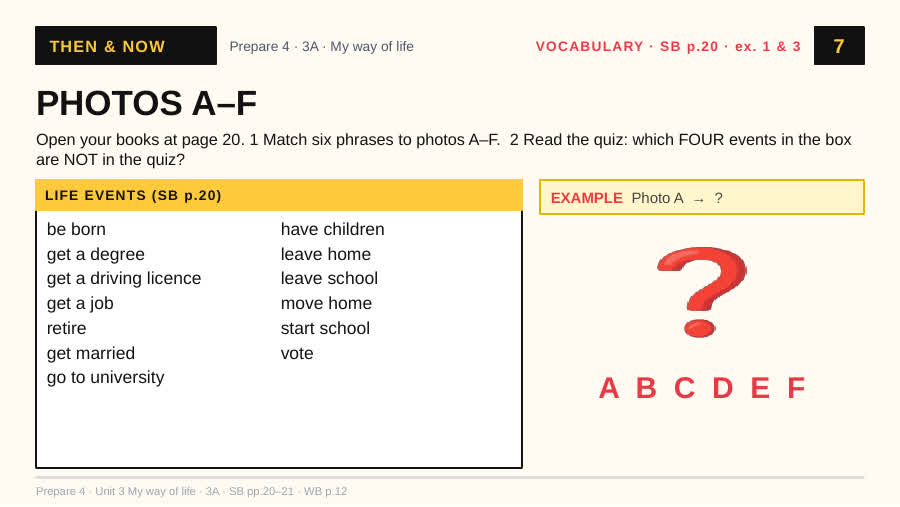 THEN & NOW
Prepare 4 · 3A · My way of life
VOCABULARY · SB p.20 · ex. 1 & 3
7
PHOTOS A–F
Open your books at page 20. 1 Match six phrases to photos A–F.  2 Read the quiz: which FOUR events in the box
are NOT in the quiz?
LIFE EVENTS (SB p.20)
be born
get a degree
get a driving licence
get a job
retire
get married
go to university
have children
leave home
leave school
move home
start school
vote
EXAMPLE Photo A → ?
❓
A B C D E F
Prepare 4 · Unit 3 My way of life · 3A · SB pp.20–21 · WB p.12